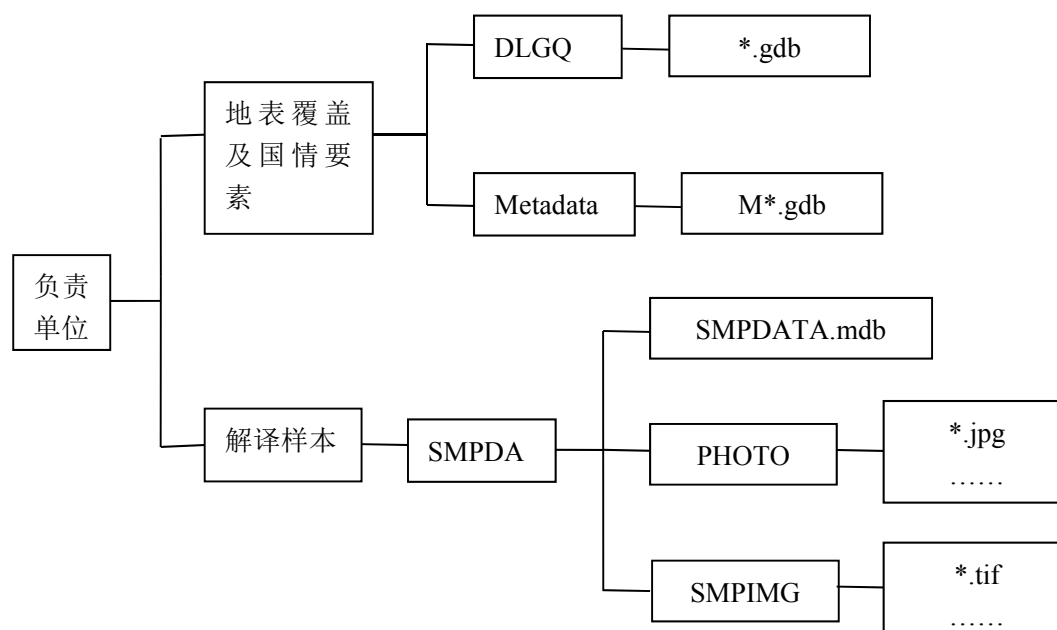 DLGQ
*.gdb
地表覆盖
及国情要
素
Metadata
M*.gdb
负责
单位
SMPDATA.mdb
解译样本
SMPDA
PHOTO
*.jpg
……
SMPIMG
*.tif
……